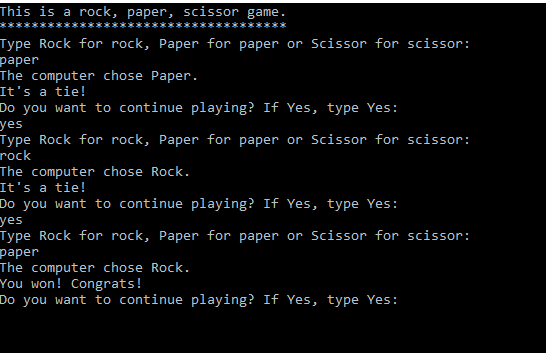 This is a rock, paper, scissor game.
************************************
Type Rock for rock, Paper for paper or Scissor for scissor:
paper
The computer chose Paper.
It's a tie!
Do you want to continue playing? If Yes, type Yes:
yes
Type Rock for rock, Paper for paper or Scissor for scissor:
rock
The computer chose Rock.
It's a tie!
Do you want to continue playing? If Yes, type Yes:
yes
Type Rock for rock, Paper for paper or Scissor for scissor:
paper
The computer chose Rock.
You won! Congrats!
Do you want to continue playing? If Yes, type Yes: